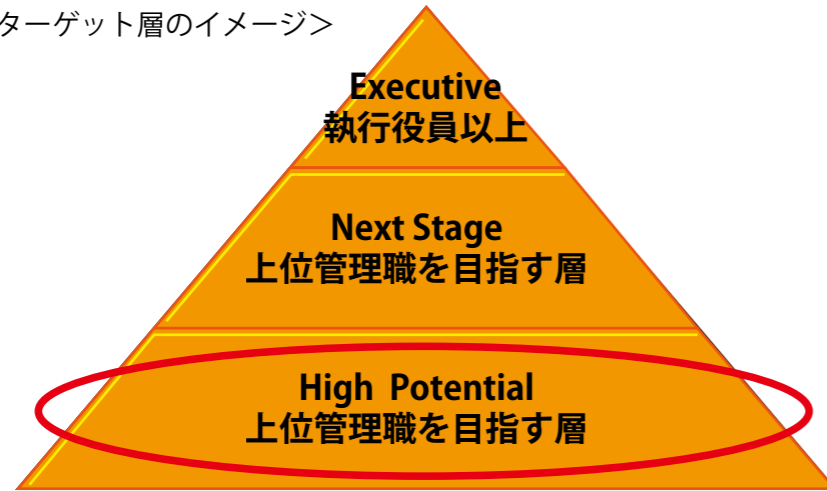 ターゲット層のイメージ＞
Executive
執行役員以上
Next Stage
上位管理職を目指す層
High Potential
上位管理職を目指す層